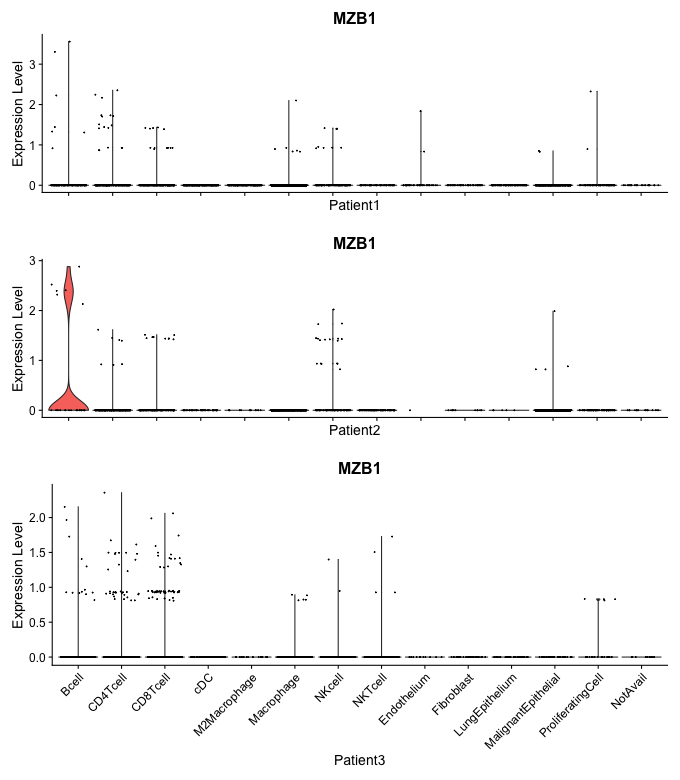 MZB1
Expression Level
3
2
1
0
Patient1
MZB1
Expression Level
3
2
1
0
Patient2
MZB1
Expression Level
2.0
1.5
1.0
0.5
0.0
Bcell
CD4Tcell
CD8Tcell
cDC
M2Macrophage
Macrophage
NKcell
NKTcell
Endothelium
Fibroblast
LungEpithelium
MalignantEpithelial
ProliferatingCell
NotAvail
Patient3